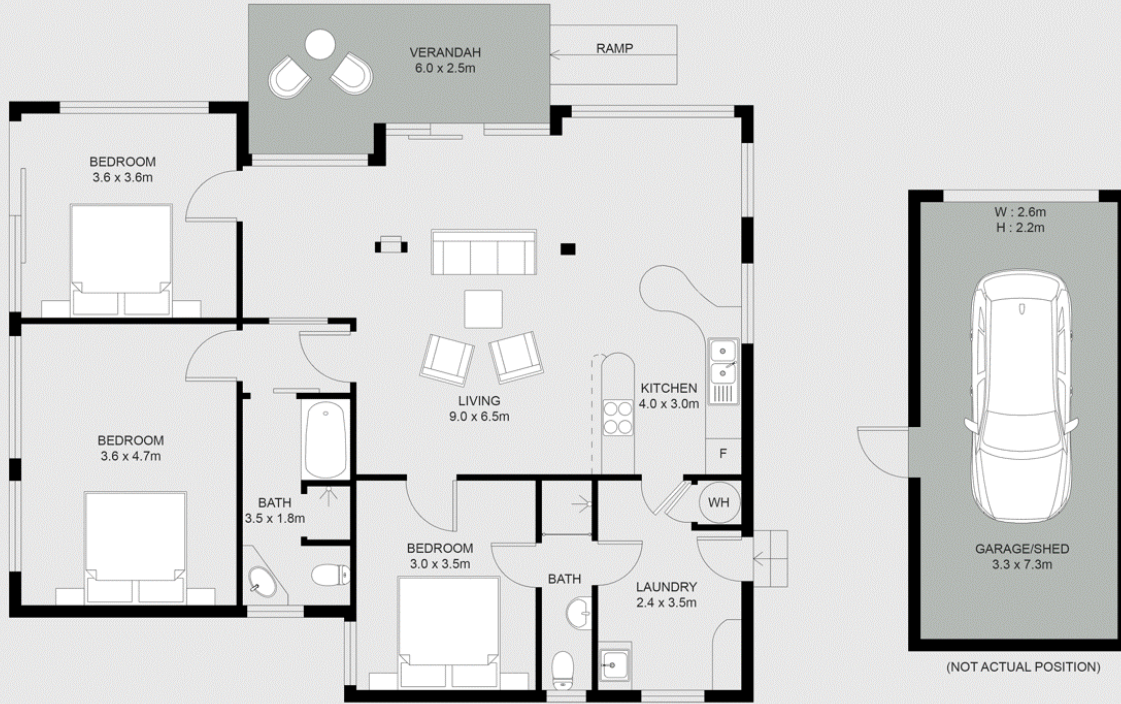 VERANDAH
6.0 x 2.5m
RAMP
BEDROOM
3.6 x 3.6m
W : 2.6m
H : 2.2m
LIVING
9.0 x 6.5m
KITCHEN
4.0 x 3.0m
BEDROOM
3.6 x 4.7m
F
BATH
3.5 x 1.8m
WH
BEDROOM
3.0 x 3.5m
BATH
LAUNDRY
2.4 x 3.5m
GARAGE/SHED
3.3 x 7.3m
(NOT ACTUAL POSITION)